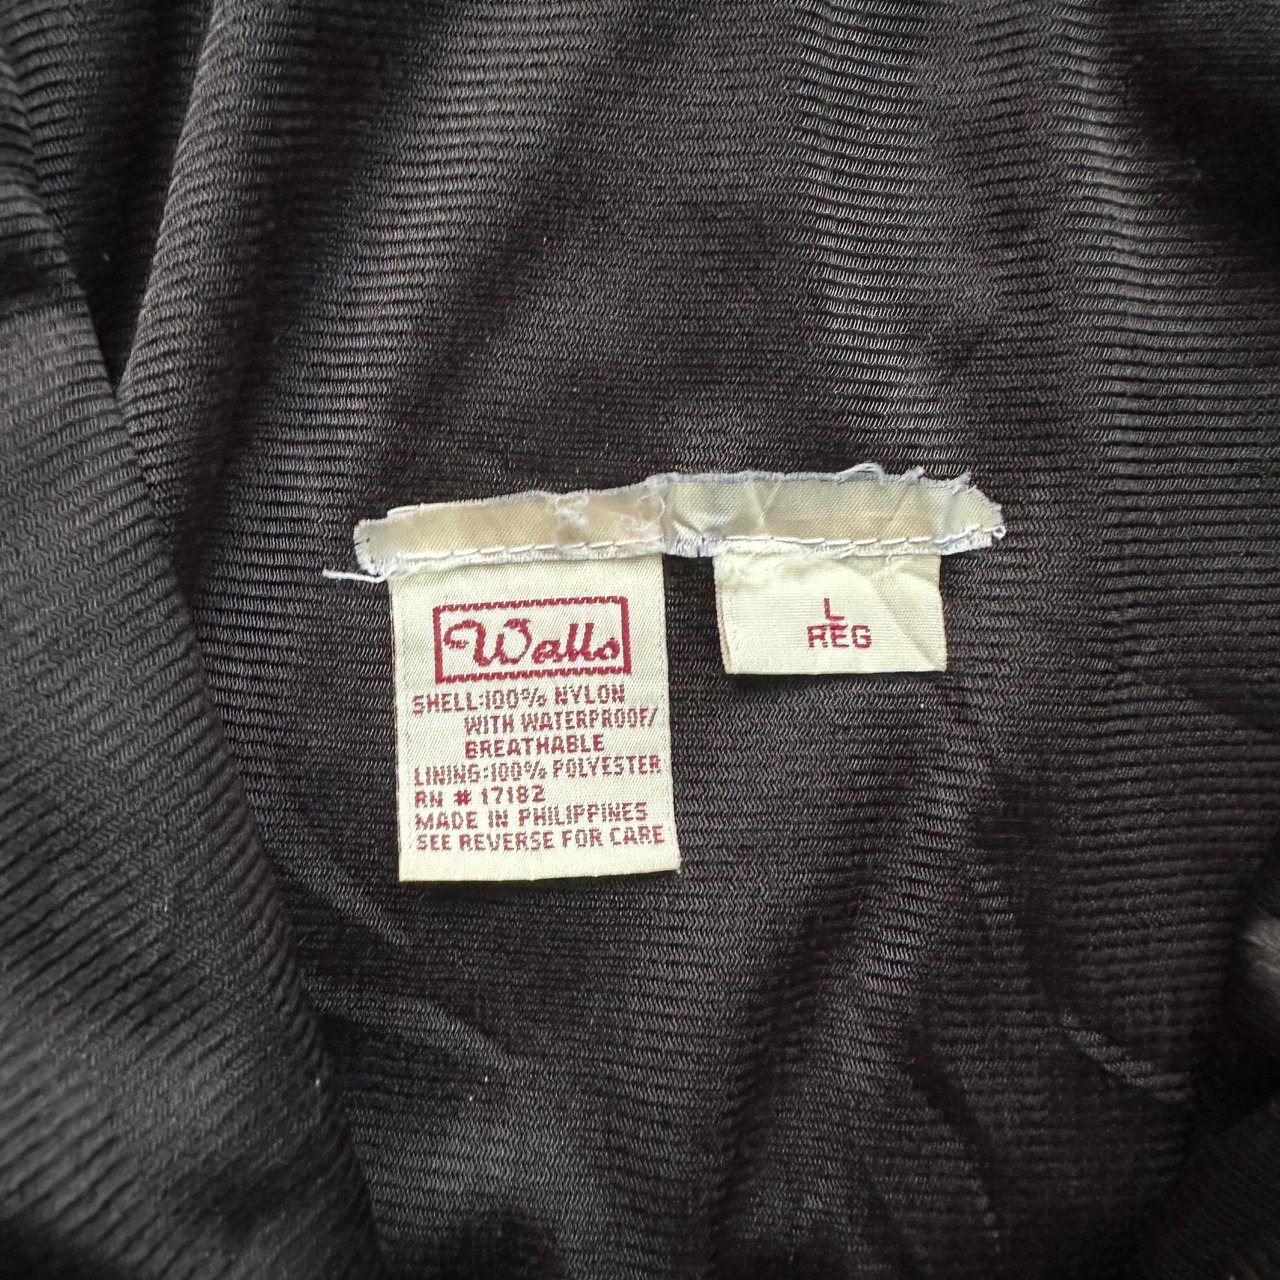 Walls
SHELL:100% NYLON
WITH WATERPROOF/
BREATHABLE
LINING:100% POLYESTER
RN # 17182
MADE IN PHILIPPINES
SEE REVERSE FOR CARE
L
REG